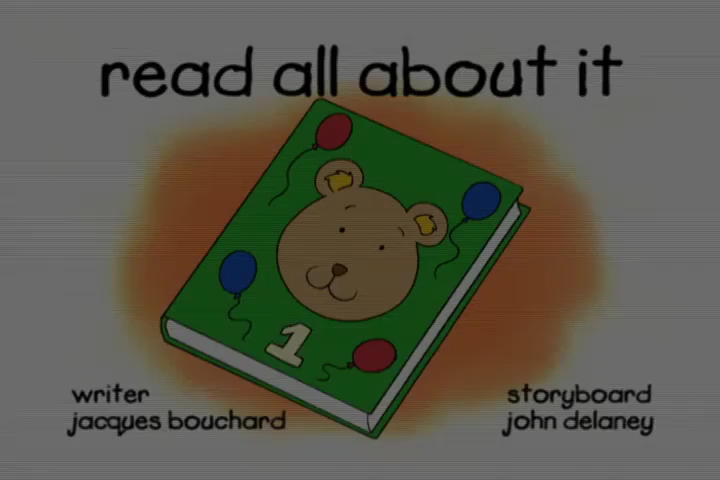 read all about it
1
writer
jacques bouchard
storyboard
john delaney